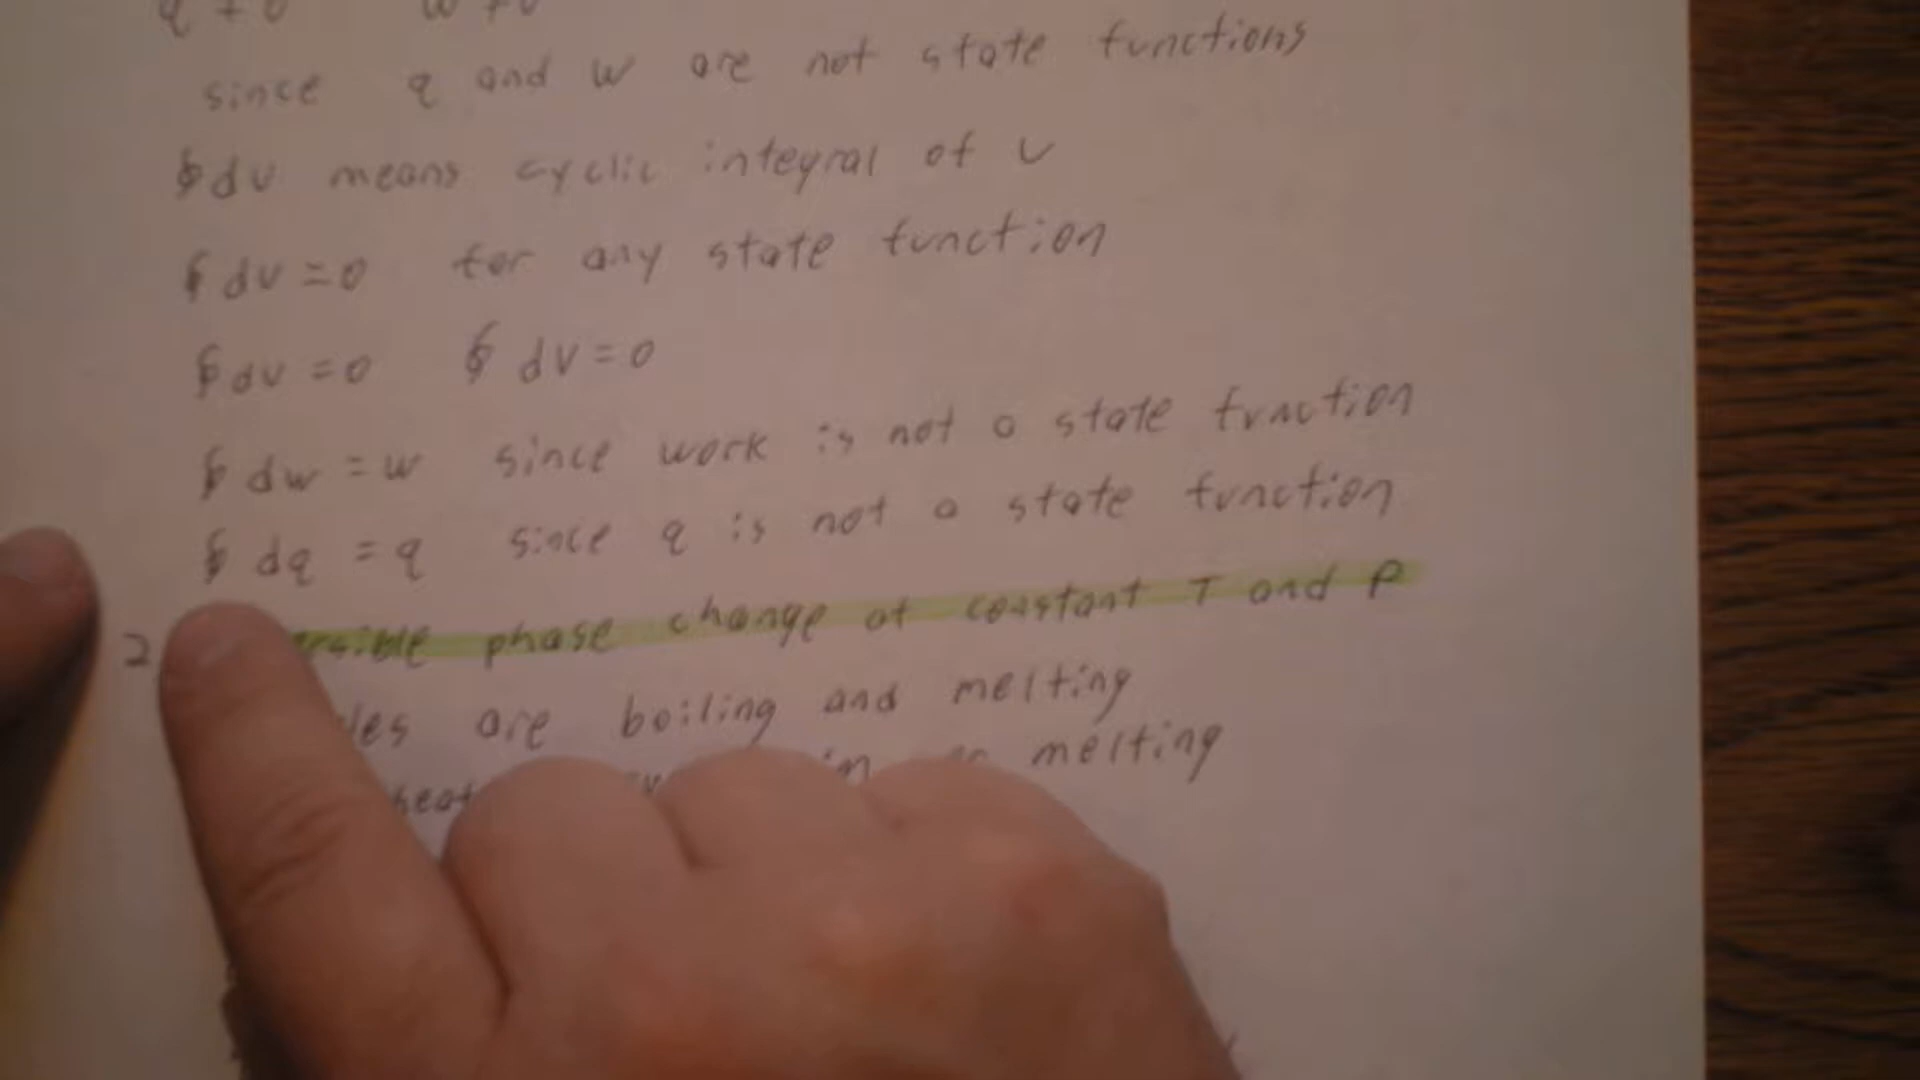 q ≠ 0 w ≠ 0
since q and w are not state functions
∮ dU means cyclic integral of U
∮ dU = 0 for any state function
∮ dU = 0 ∮ dV = 0
∮ dw = w since work is not a state function
∮ dq = q since q is not a state function
2 phase change at constant T and P
are boiling and melting
heat melting